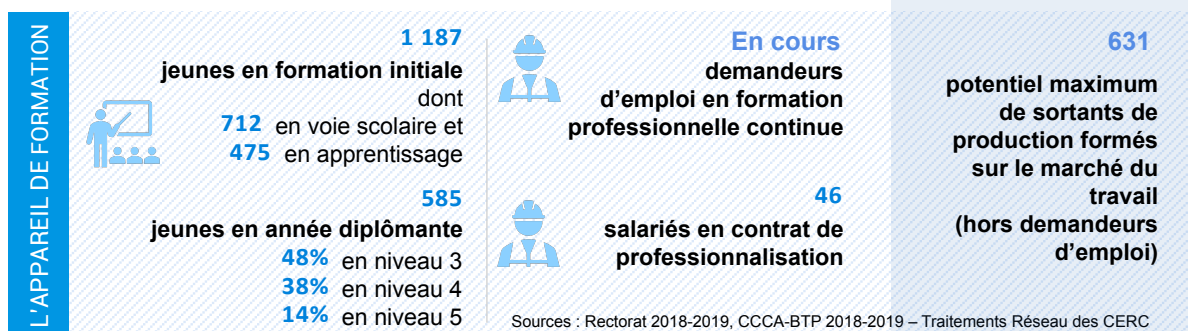 L'APPAREIL DE FORMATION
1 187
jeunes en formation initiale
dont
712 en voie scolaire et
475 en apprentissage
585
jeunes en année diplômante
48% en niveau 3
38% en niveau 4
14% en niveau 5
En cours
demandeurs
d'emploi en formation
professionnelle continue
46
salariés en contrat de
professionnalisation
631
potentiel maximum
de sortants de
production formés
sur le marché du
travail
(hors demandeurs
d'emploi)
Sources : Rectorat 2018-2019, CCCA-BTP 2018-2019 – Traitements Réseau des CERC